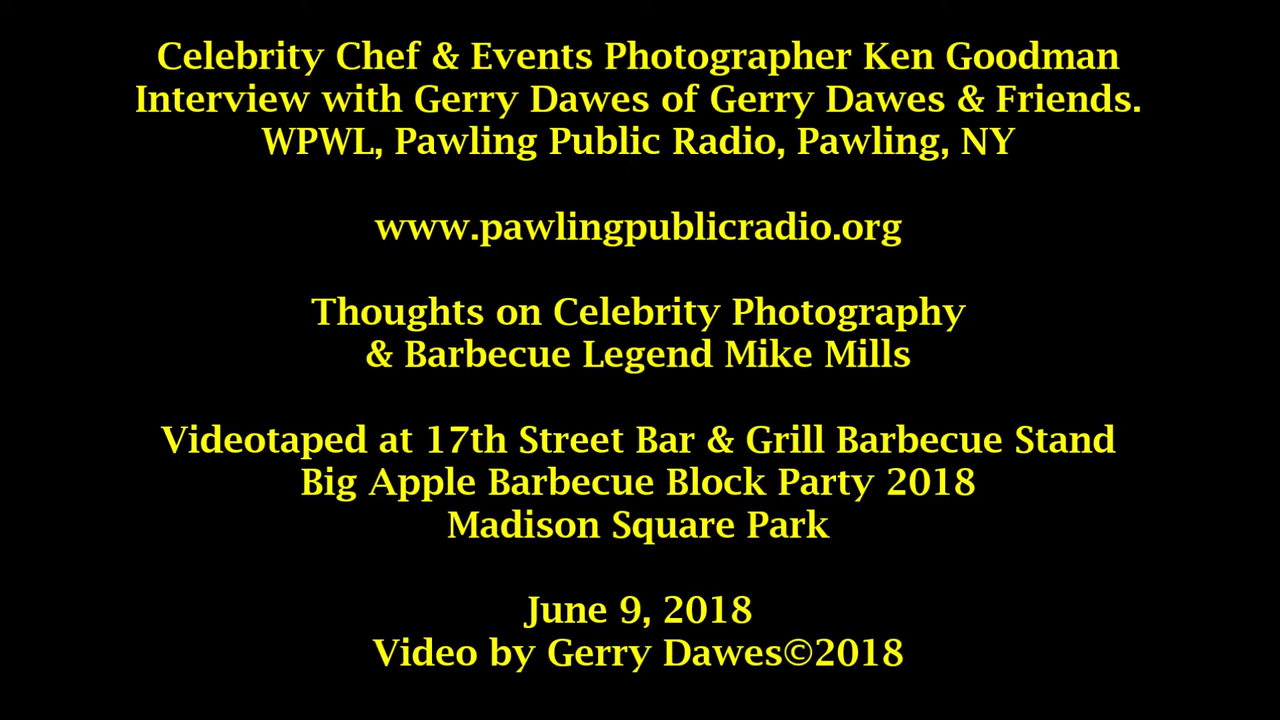 Celebrity Chef & Events Photographer Ken Goodman
Interview with Gerry Dawes of Gerry Dawes & Friends.
WPWL, Pawling Public Radio, Pawling, NY
www.pawlingpublicradio.org
Thoughts on Celebrity Photography
& Barbecue Legend Mike Mills
Videotaped at 17th Street Bar & Grill Barbecue Stand
Big Apple Barbecue Block Party 2018
Madison Square Park
June 9, 2018
Video by Gerry Dawes©2018